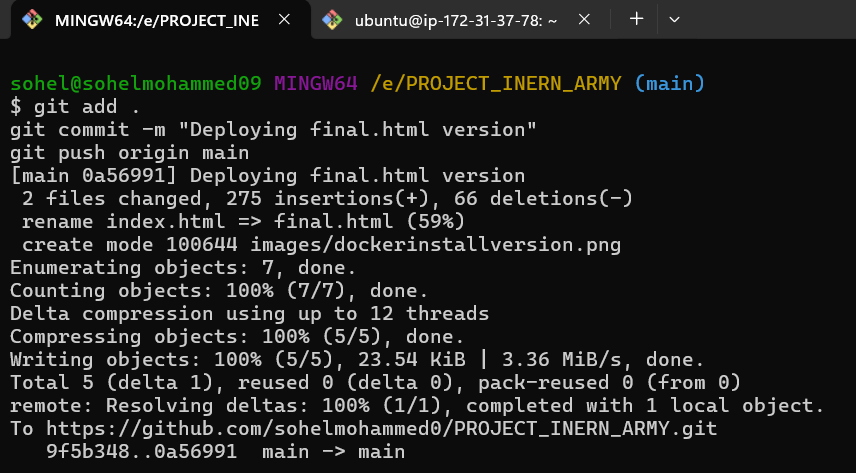 MINGW64:/e/PROJECT_INE
ubuntu@ip-172-31-37-78: ~
sohel@sohelmohammed09 MINGW64 /e/PROJECT_INERN_ARMY (main)
$ git add .
git commit -m "Deploying final.html version"
git push origin main
[main 0a56991] Deploying final.html version
 2 files changed, 275 insertions(+), 66 deletions(-)
 rename index.html => final.html (59%)
 create mode 100644 images/dockerinstallversion.png
Enumerating objects: 7, done.
Counting objects: 100% (7/7), done.
Delta compression using up to 12 threads
Compressing objects: 100% (5/5), done.
Writing objects: 100% (5/5), 23.54 KiB | 3.36 MiB/s, done.
Total 5 (delta 1), reused 0 (delta 0), pack-reused 0 (from 0)
remote: Resolving deltas: 100% (1/1), completed with 1 local object.
To https://github.com/sohelmohammed0/PROJECT_INERN_ARMY.git
   9f5b348..0a56991  main -> main